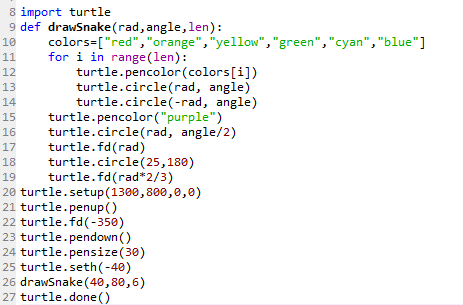 8 import turtle
9 def drawSnake(rad,angle,len):
10     colors=["red","orange","yellow","green","cyan","blue"]
11     for i in range(len):
12         turtle.pencolor(colors[i])
13         turtle.circle(rad, angle)
14         turtle.circle(-rad, angle)
15     turtle.pencolor("purple")
16     turtle.circle(rad, angle/2)
17     turtle.fd(rad)
18     turtle.circle(25,180)
19     turtle.fd(rad*2/3)
20 turtle.setup(1300,800,0,0)
21 turtle.penup()
22 turtle.fd(-350)
23 turtle.pendown()
24 turtle.pensize(30)
25 turtle.seth(-40)
26 drawSnake(40,80,6)
27 turtle.done()